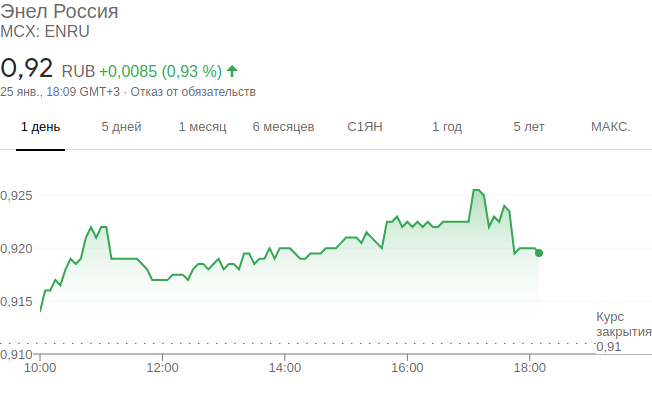 Энел Россия
MCX: ENRU
0,92 RUB +0,0085 (0,93 %)
25 янв., 18:09 GMT+3 · Отказ от обязательств
1 день 5 дней 1 месяц 6 месяцев С1ЯН 1 год 5 лет МАКС.
0,925
0,920
0,915
Курс
закрытия
0,91
0,910
10:00 12:00 14:00 16:00 18:00